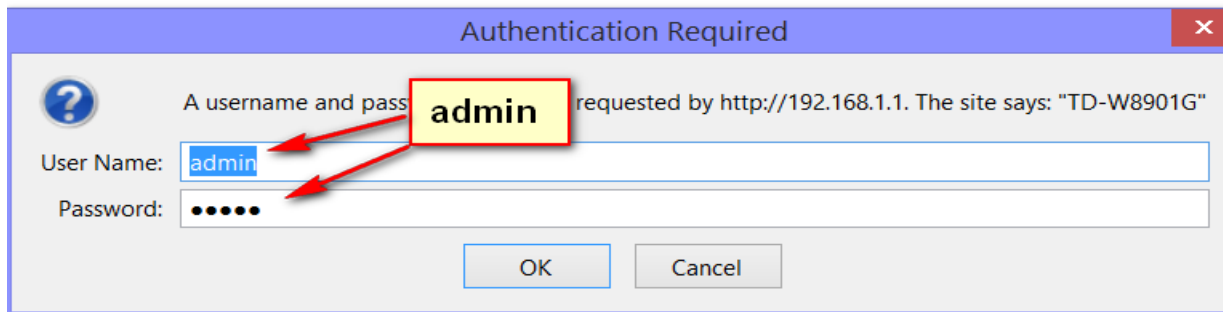 Authentication Required
A username and pass requested by http://192.168.1.1. The site says: "TD-W8901G"
admin
User Name: admin
Password: •••••
OK Cancel